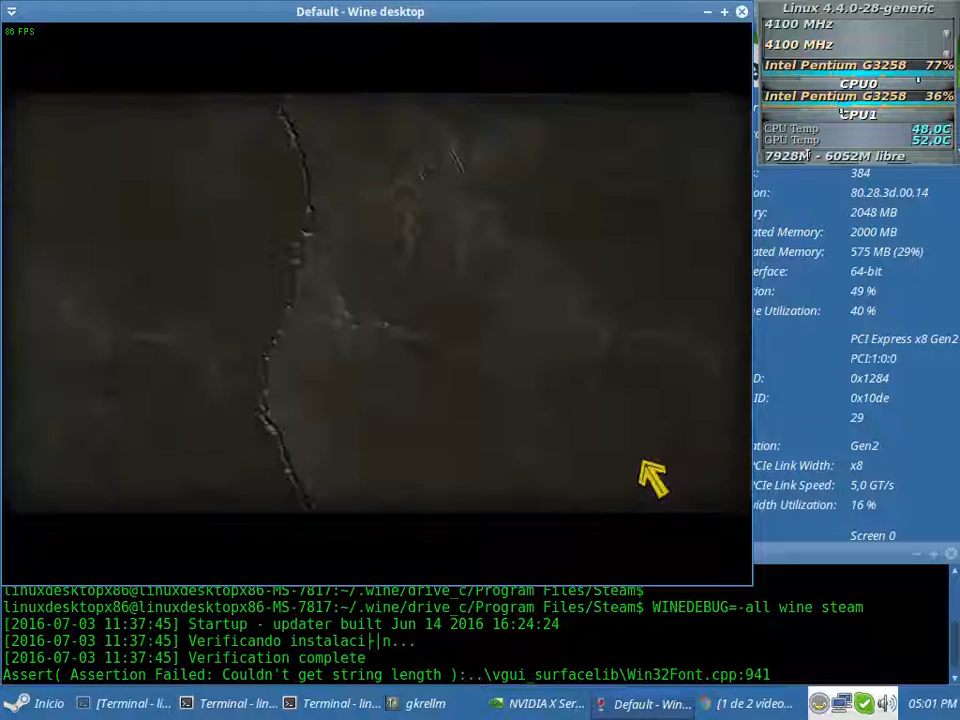 Default - Wine desktop
Linux 4.4.0-28-generic
86 FPS
4100 MHz
4100 MHz
Intel Pentium G3258 77%
CPU0
Intel Pentium G3258 36%
CPU1
CPU Temp 48,0C
GPU Temp 52,0C
7928M - 6052M libre
384
on: 80.28.3d.00.14
ry: 2048 MB
ated Memory: 2000 MB
ated Memory: 575 MB (29%)
erface: 64-bit
ion: 49 %
e Utilization: 40 %
PCI Express x8 Gen2
PCI:1:0:0
D: 0x1284
ID: 0x10de
29
ation: Gen2
PCIe Link Width: x8
PCIe Link Speed: 5,0 GT/s
width Utilization: 16 %
Screen 0
linuxdesktopx86@linuxdesktopx86-MS-7817:~/.wine/drive_c/Program Files/Steam$
linuxdesktopx86@linuxdesktopx86-MS-7817:~/.wine/drive_c/Program Files/Steam$ WINEDEBUG=-all wine steam
[2016-07-03 11:37:45] Startup - updater built Jun 14 2016 16:24:24
[2016-07-03 11:37:45] Verificando instalaci├│n...
[2016-07-03 11:37:45] Verification complete
Assert( Assertion Failed: Couldn't get string length ):..\vgui_surfacelib\Win32Font.cpp:941
Inicio [Terminal - li... Terminal - lin... Terminal - lin... gkrellm NVIDIA X Ser... Default - Win... [1 de 2 vídeo... 05:01 PM